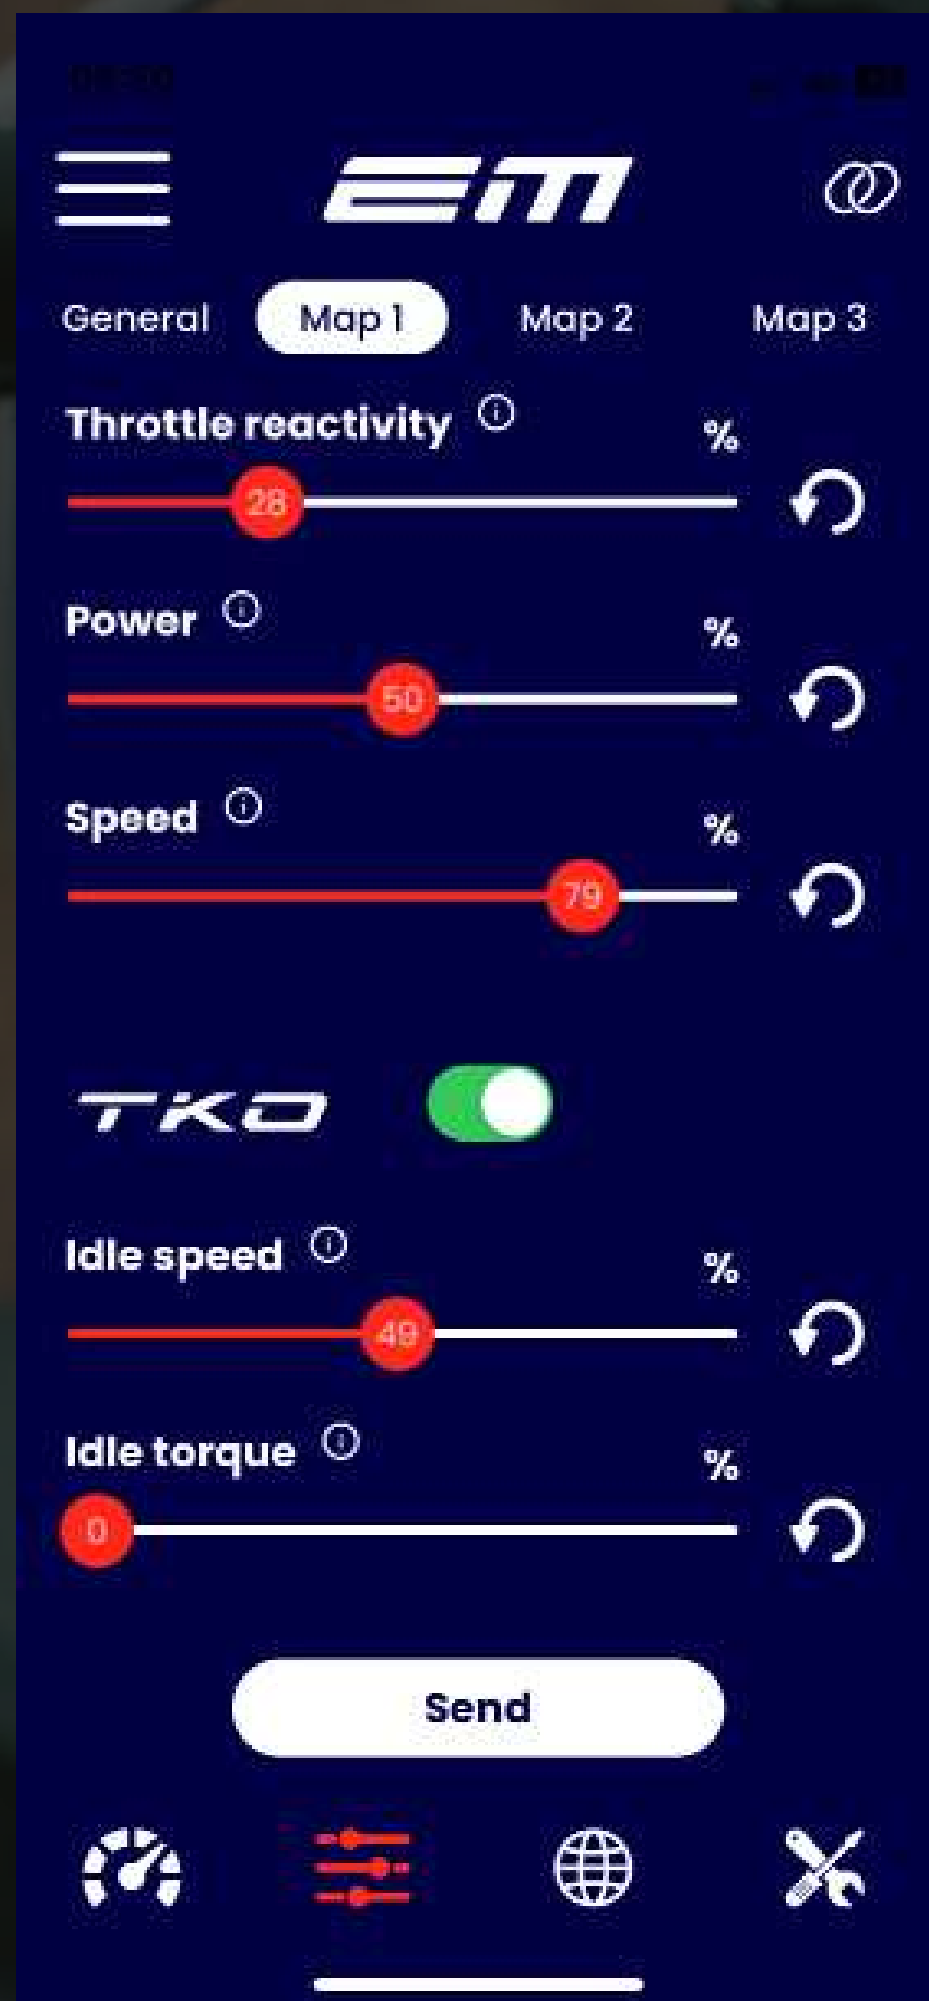 EM
General Map 1 Map 2 Map 3
Throttle reactivity %
28
Power %
50
Speed %
79
TKO
Idle speed %
49
Idle torque %
0
Send